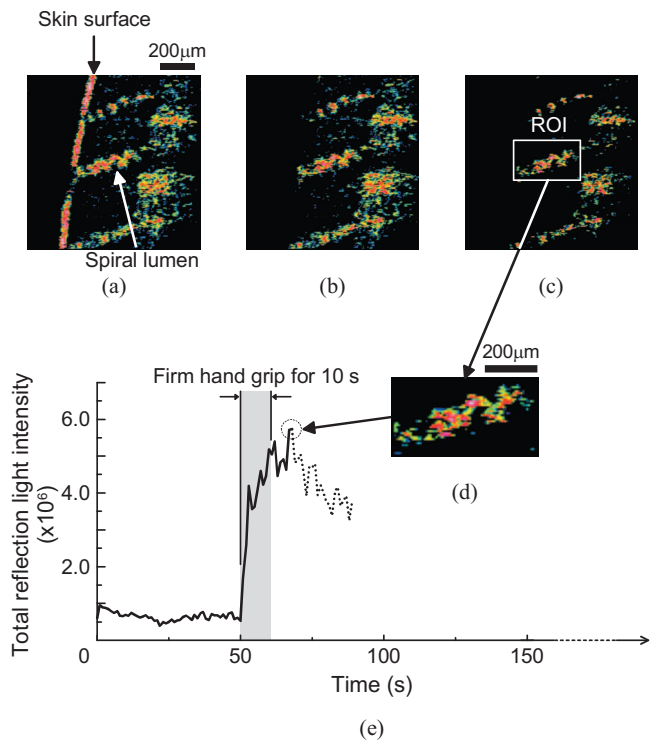 Skin surface
200μm
ROI
Spiral lumen
(a)
(b)
(c)
200μm
Firm hand grip for 10 s
(d)
Total reflection light intensity
(x10⁶)
6.0
4.0
2.0
0
50
100
150
Time (s)
(e)